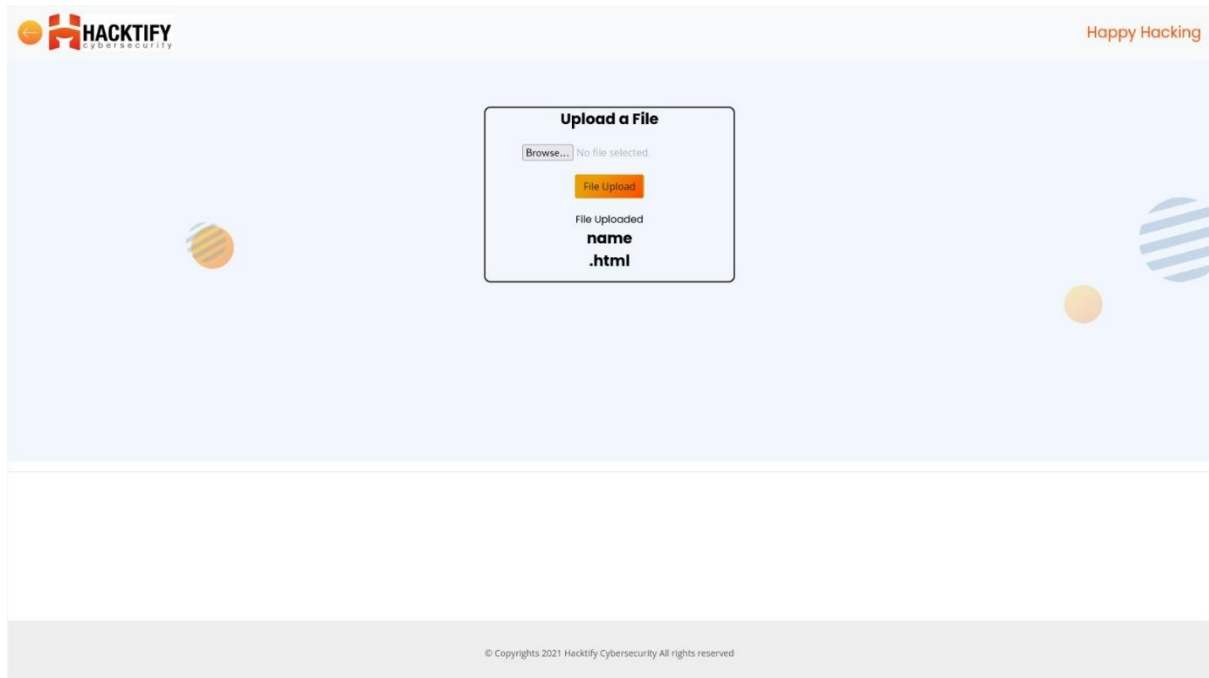 HACKTIFY
cybersecurity
Happy Hacking
Upload a File
Browse... No file selected.
File Upload
File Uploaded
name
.html
© Copyrights 2021 Hacktify Cybersecurity All rights reserved